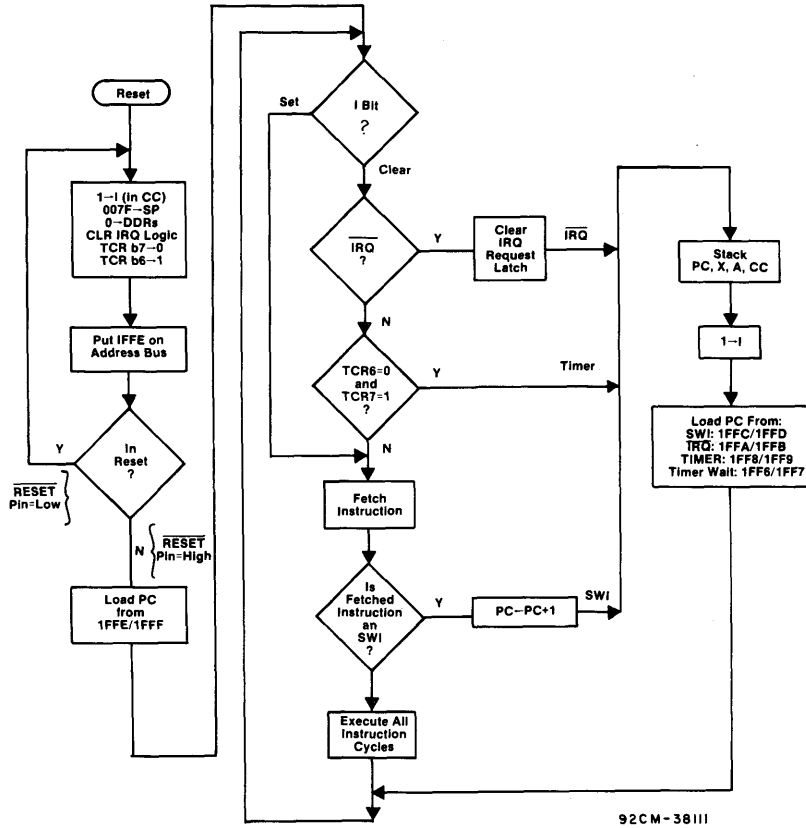 Reset
1→I (in CC)
007F→SP
0→DDRs
CLR IRQ Logic
TCR b7→0
TCR b6→1
Put IFFE on
Address Bus
In
Reset
?
Y
RESET
Pin=Low
N
RESET
Pin=High
Load PC
from
1FFE/1FFF
I Bit
?
Set
Clear
IRQ
?
Y
Clear
IRQ
Request
Latch
IRQ
N
TCR6=0
and
TCR7=1
?
Y
Timer
N
Fetch
Instruction
Is
Fetched
Instruction
an
SWI
?
Y
PC←PC+1
SWI
Execute All
Instruction
Cycles
Stack
PC, X, A, CC
1→I
Load PC From:
SWI: 1FFC/1FFD
IRQ: 1FFA/1FFB
TIMER: 1FF8/1FF9
Timer Wait: 1FF6/1FF7
92CM-38111